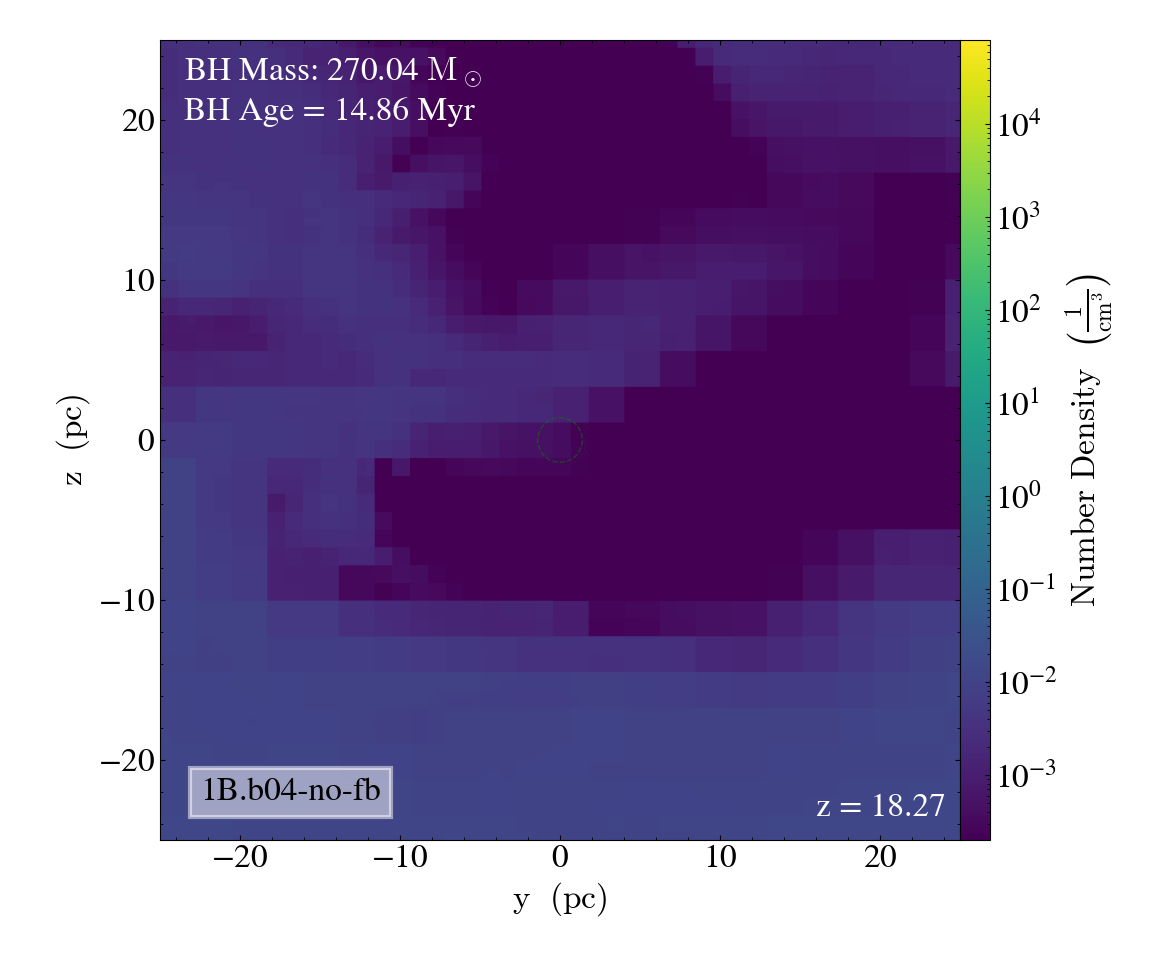 BH Mass: 270.04 M☉
BH Age = 14.86 Myr
20
10
0
−10
−20
z (pc)
1B.b04-no-fb
z = 18.27
−20 −10 0 10 20
y (pc)
10⁴
10³
10²
10¹
10⁰
10⁻¹
10⁻²
10⁻³
Number Density (1/cm³)